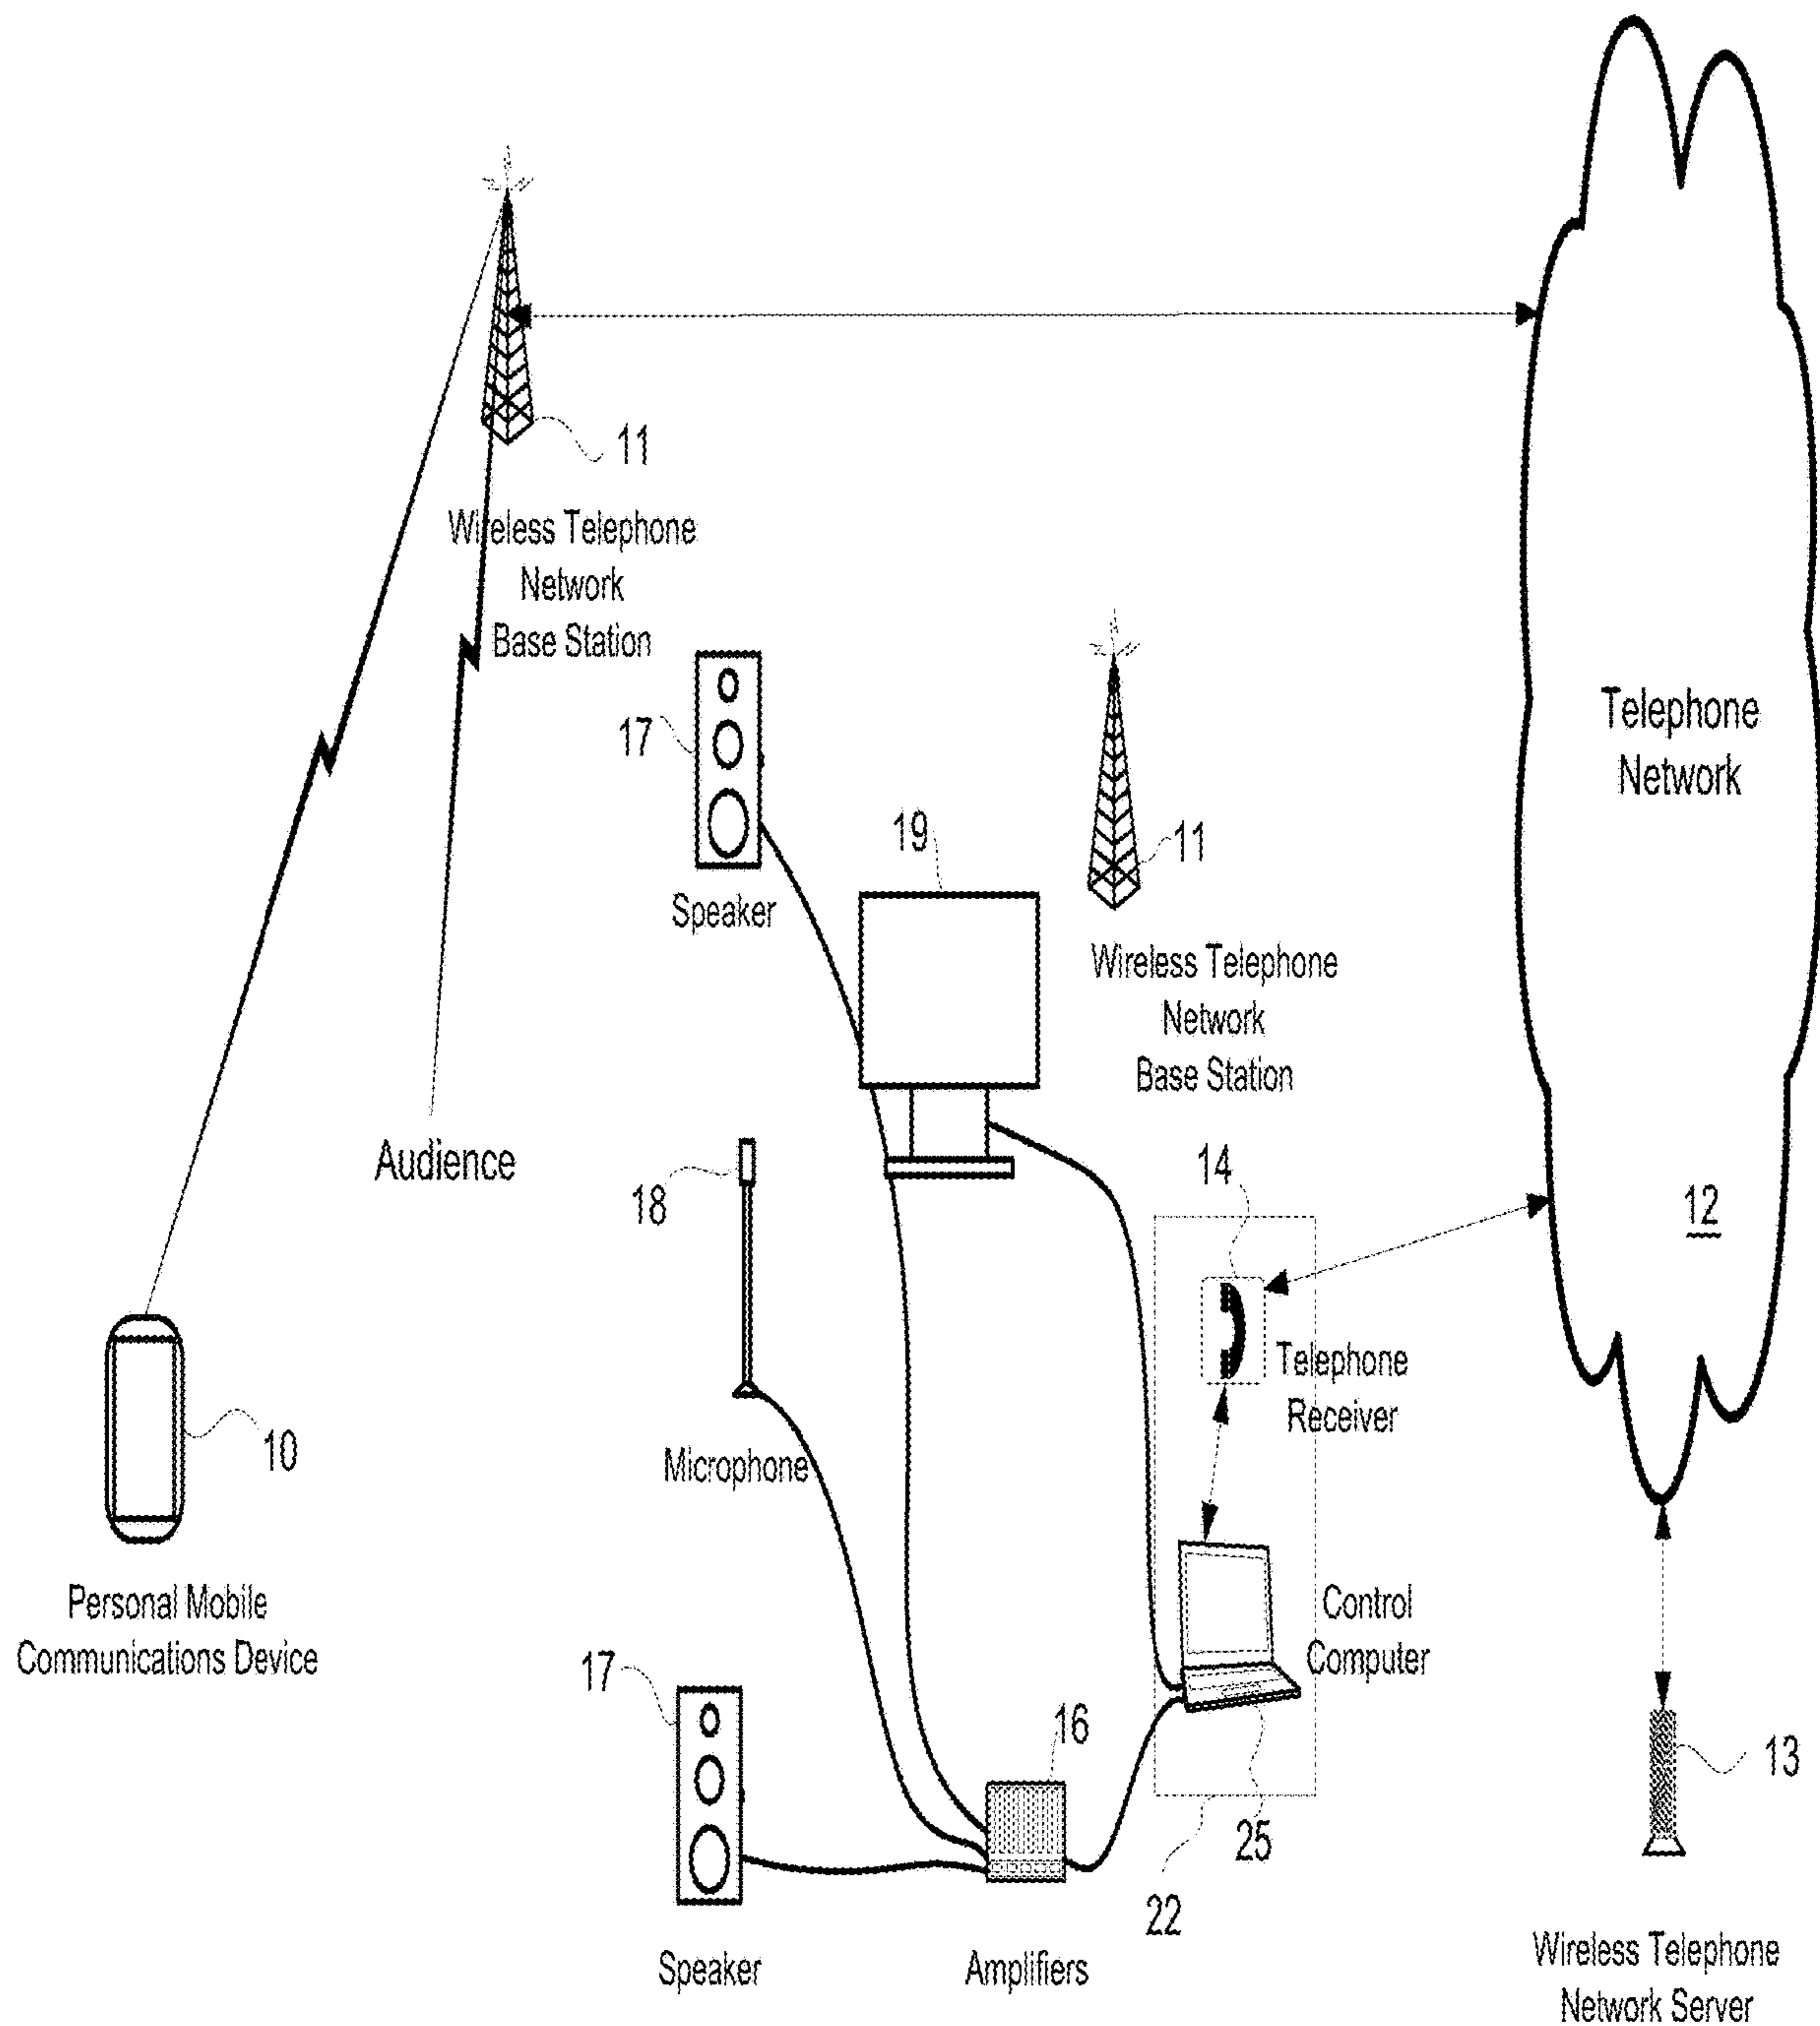 11
Wireless Telephone
Network
Base Station
17
Speaker
19
11
Wireless Telephone
Network
Base Station
Telephone
Network
12
Audience
18
Microphone
14
Telephone
Receiver
10
Personal Mobile
Communications Device
Control
Computer
17
Speaker
16
Amplifiers
25
22
13
Wireless Telephone
Network Server